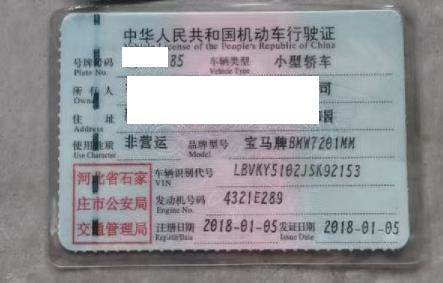 中华人民共和国机动车行驶证
Vehicle License of the People's Republic of China
号牌号码 85 车辆类型 小型轿车
Plate No. Vehicle Type
所有人 司
Owner
住址
Address
使用性质 非营运 品牌型号 宝马牌BMW7201MM
Use Character Model
河北省石家
庄市公安局
交通管理局
车辆识别代号 LBVKY5102JSK92153
VIN
发动机号码 4321E289
Engine No.
注册日期 2018-01-05 发证日期 2018-01-05
Register Date Issue Date